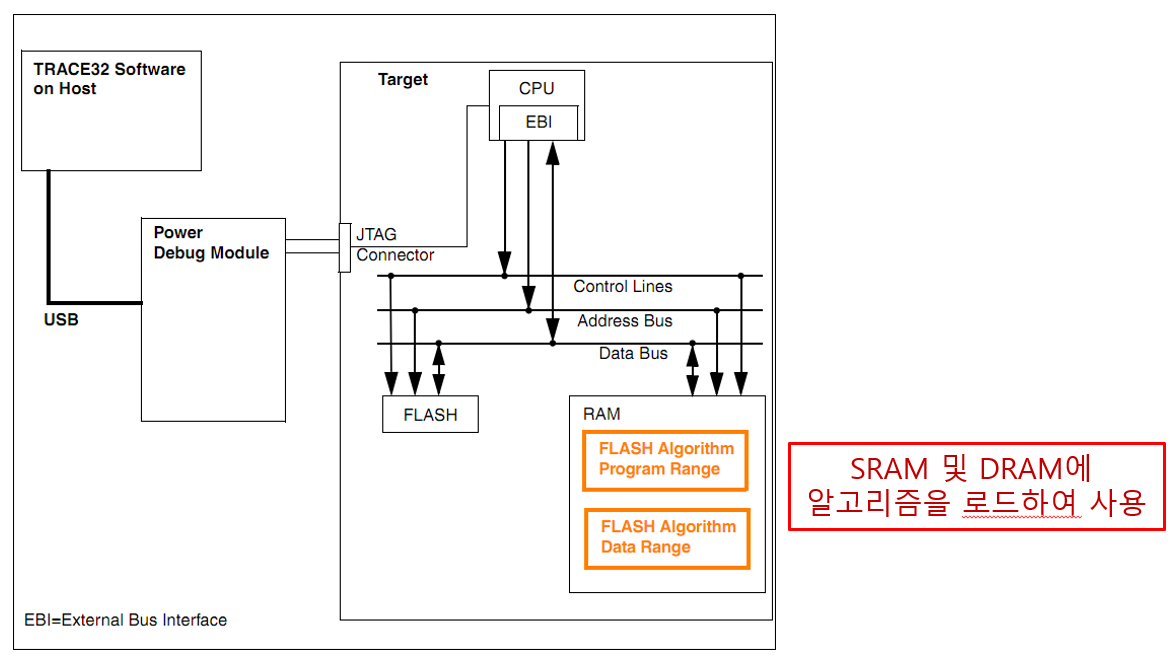 TRACE32 Software
on Host
Target
CPU
EBI
Power
Debug Module
JTAG
Connector
USB
Control Lines
Address Bus
Data Bus
FLASH
RAM
FLASH Algorithm
Program Range
FLASH Algorithm
Data Range
SRAM 및 DRAM에
알고리즘을 로드하여 사용
EBI=External Bus Interface